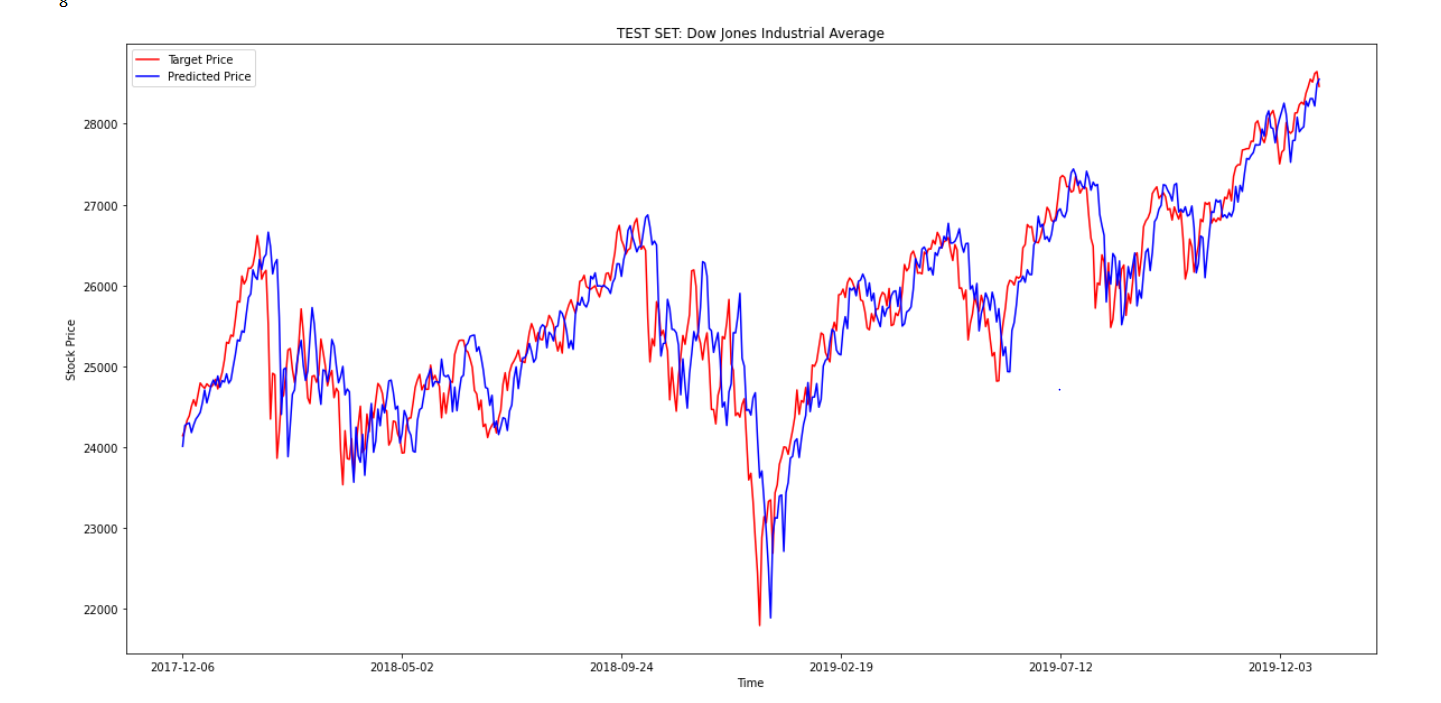 8
TEST SET: Dow Jones Industrial Average
Target Price
Predicted Price
28000
27000
26000
25000
24000
23000
22000
Stock Price
2017-12-06
2018-05-02
2018-09-24
2019-02-19
2019-07-12
2019-12-03
Time